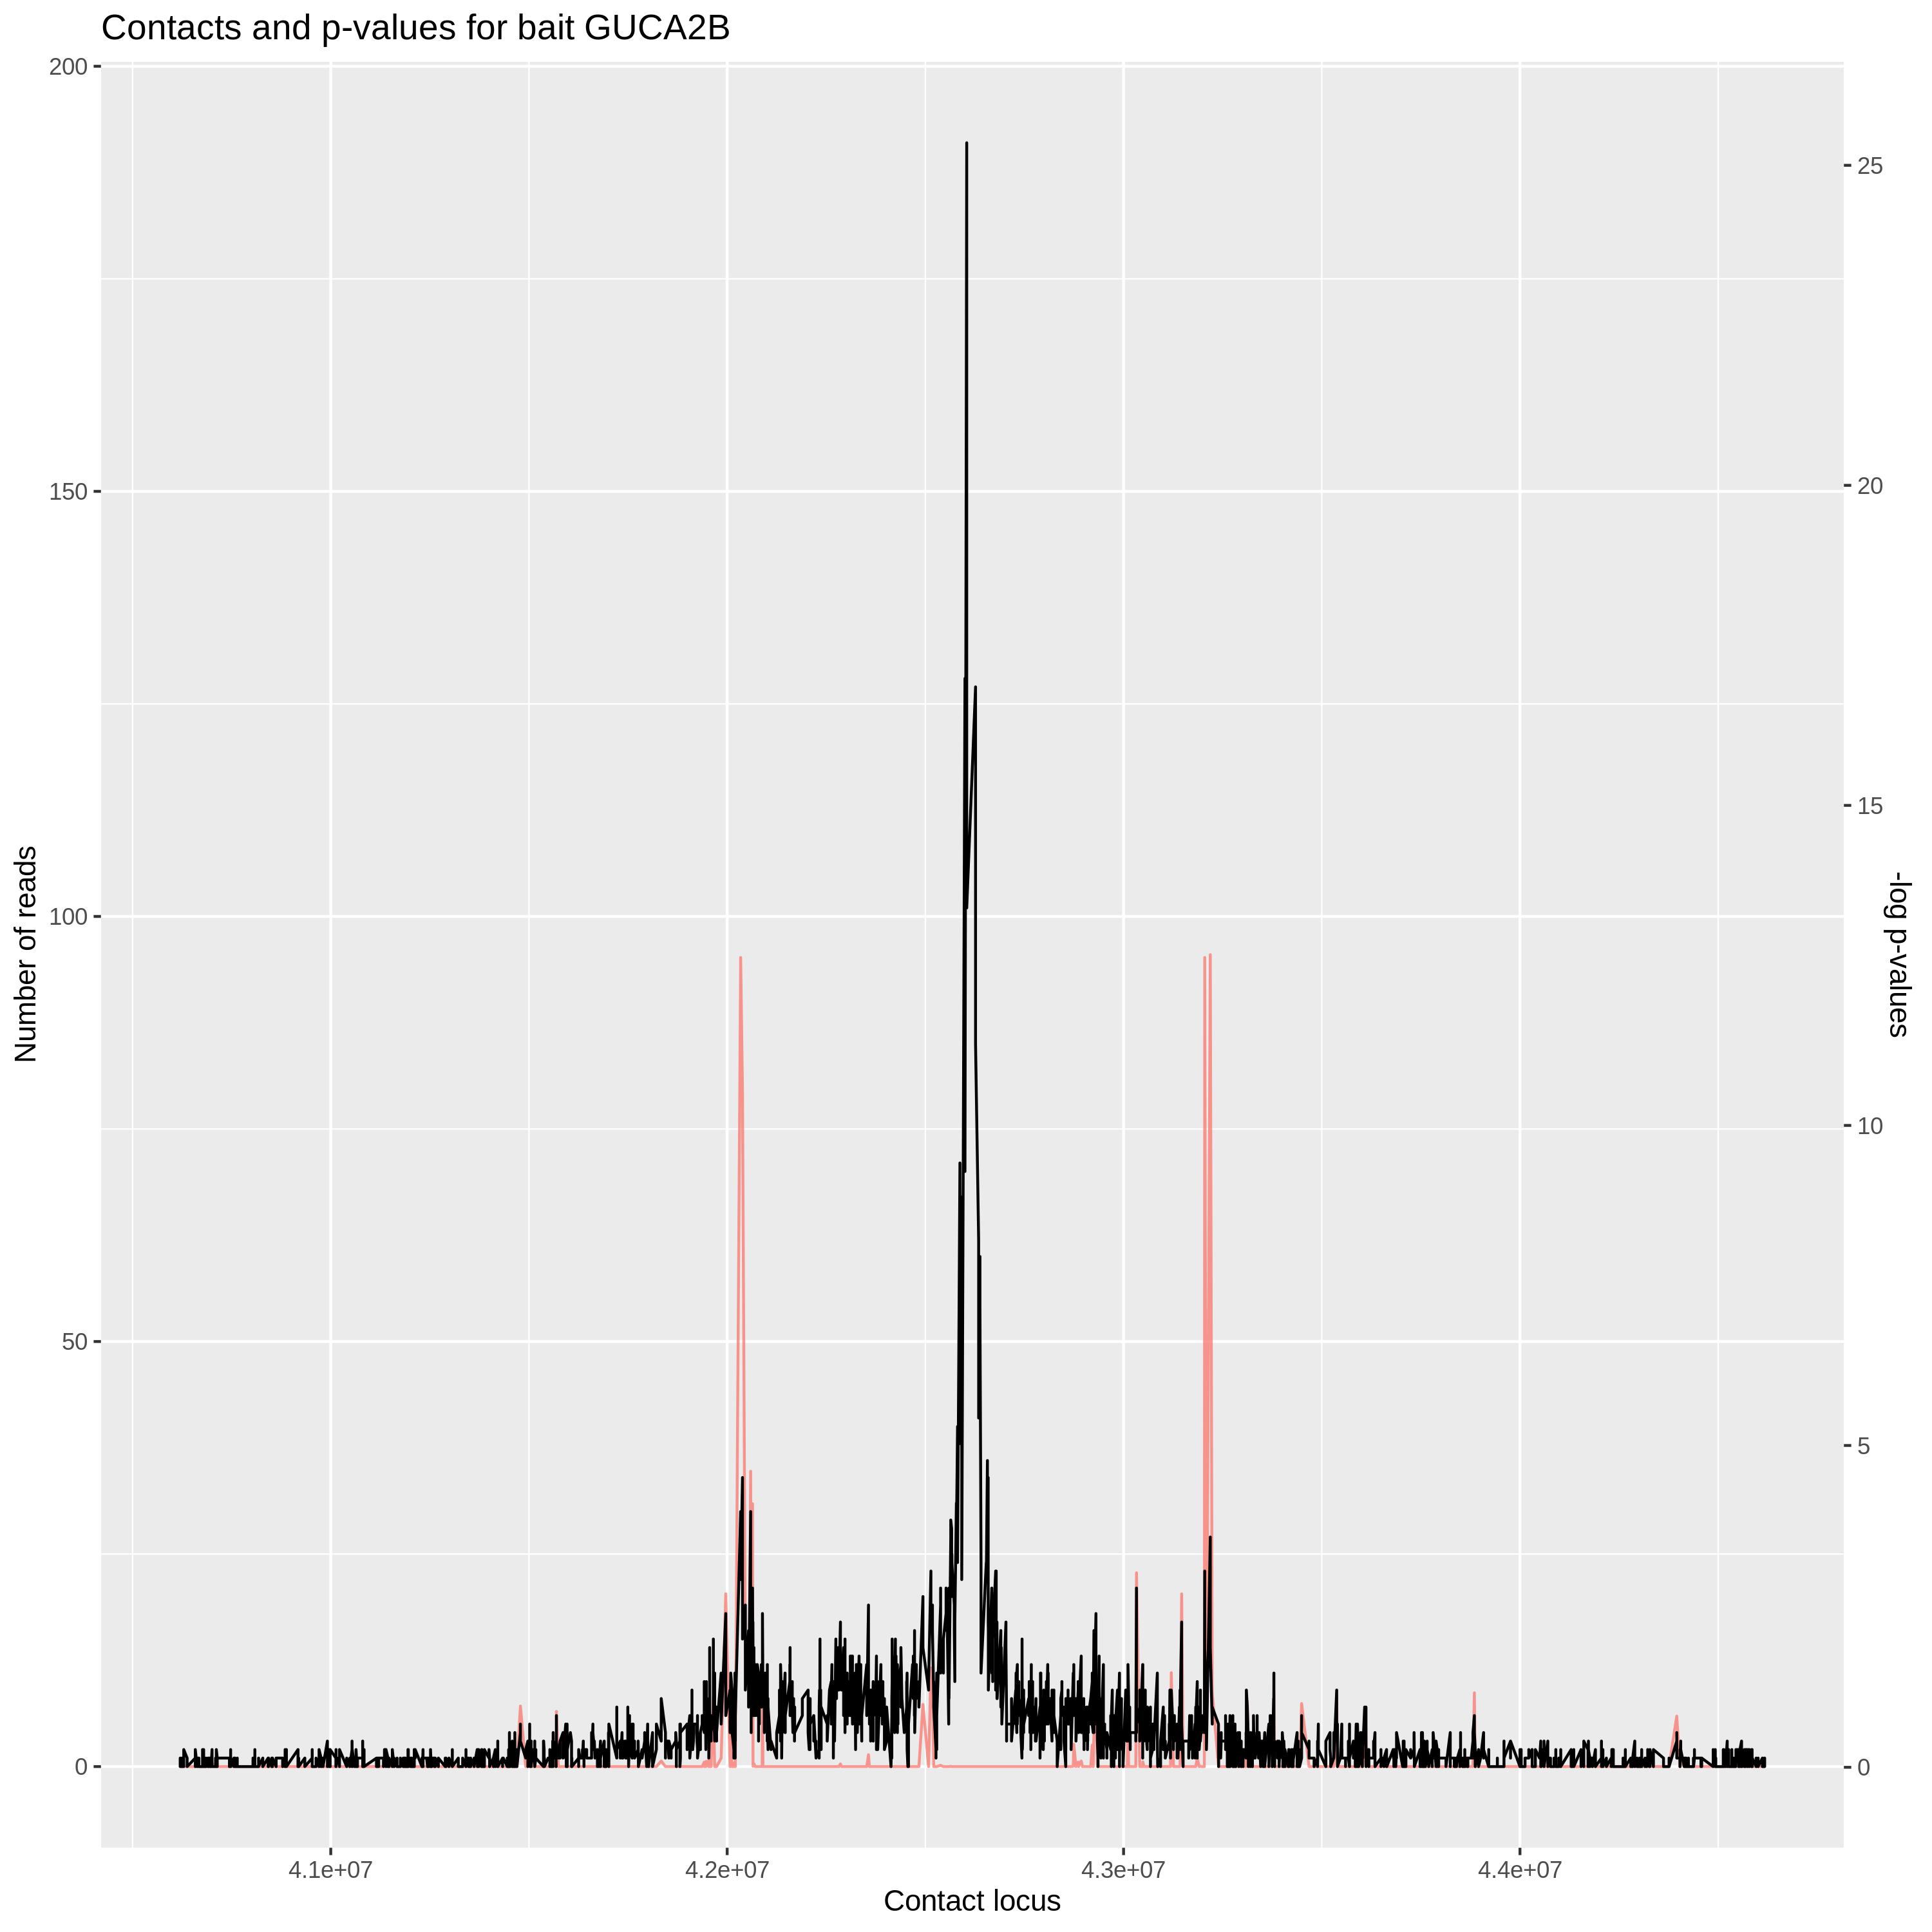 Contacts and p-values for bait GUCA2B
200
150
100
50
0
Number of reads
25
20
15
10
5
0
-log p-values
4.1e+07 4.2e+07 4.3e+07 4.4e+07
Contact locus